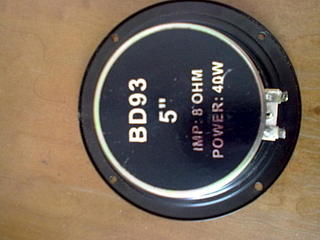 BD93
5"
IMP: 8 OHM
POWER: 40W